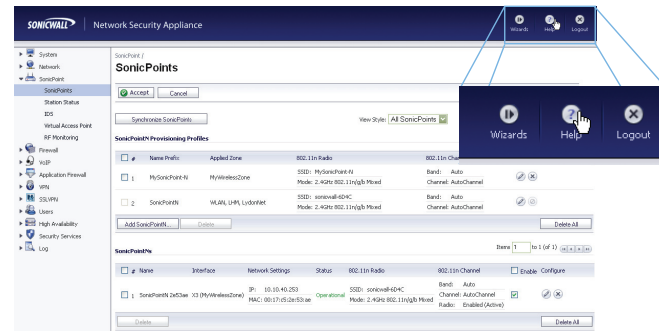 SONICWALL | Network Security Appliance
Wizards Help Logout
System
Network
SonicPoint
SonicPoints
Station Status
IDS
Virtual Access Point
RF Monitoring
Firewall
VoIP
Application Firewall
VPN
SSLVPN
Users
High Availability
Security Services
Log
SonicPoint /
SonicPoints
Accept Cancel
Synchronize SonicPoints View Style: All SonicPoints
Wizards Help Logout
SonicPointN Provisioning Profiles
# Name Prefix Applied Zone 802.11n Radio 802.11n Chan
1 MySonicPoint-N MyWirelessZone SSID: MySonicPoint-N Band: Auto
Mode: 2.4GHz 802.11n/g/b Mixed Channel: AutoChannel
2 SonicPointN WLAN, LHM, LydonNet SSID: sonicwall-6D4C Band: Auto
Mode: 2.4GHz 802.11n/g/b Mixed Channel: AutoChannel
Add SonicPointN... Delete Delete All
SonicPointNs Items 1 to 1 (of 1)
# Name Interface Network Settings Status 802.11n Radio 802.11n Channel Enable Configure
1 SonicPointN 2e53ae X3 (MyWirelessZone) IP: 10.10.40.253 Operational SSID: sonicwall-6D4C Band: Auto
MAC: 00:17:c5:2e:53:ae Mode: 2.4GHz 802.11n/g/b Mixed Channel: AutoChannel
Radio: Enabled (Active)
Delete Delete All